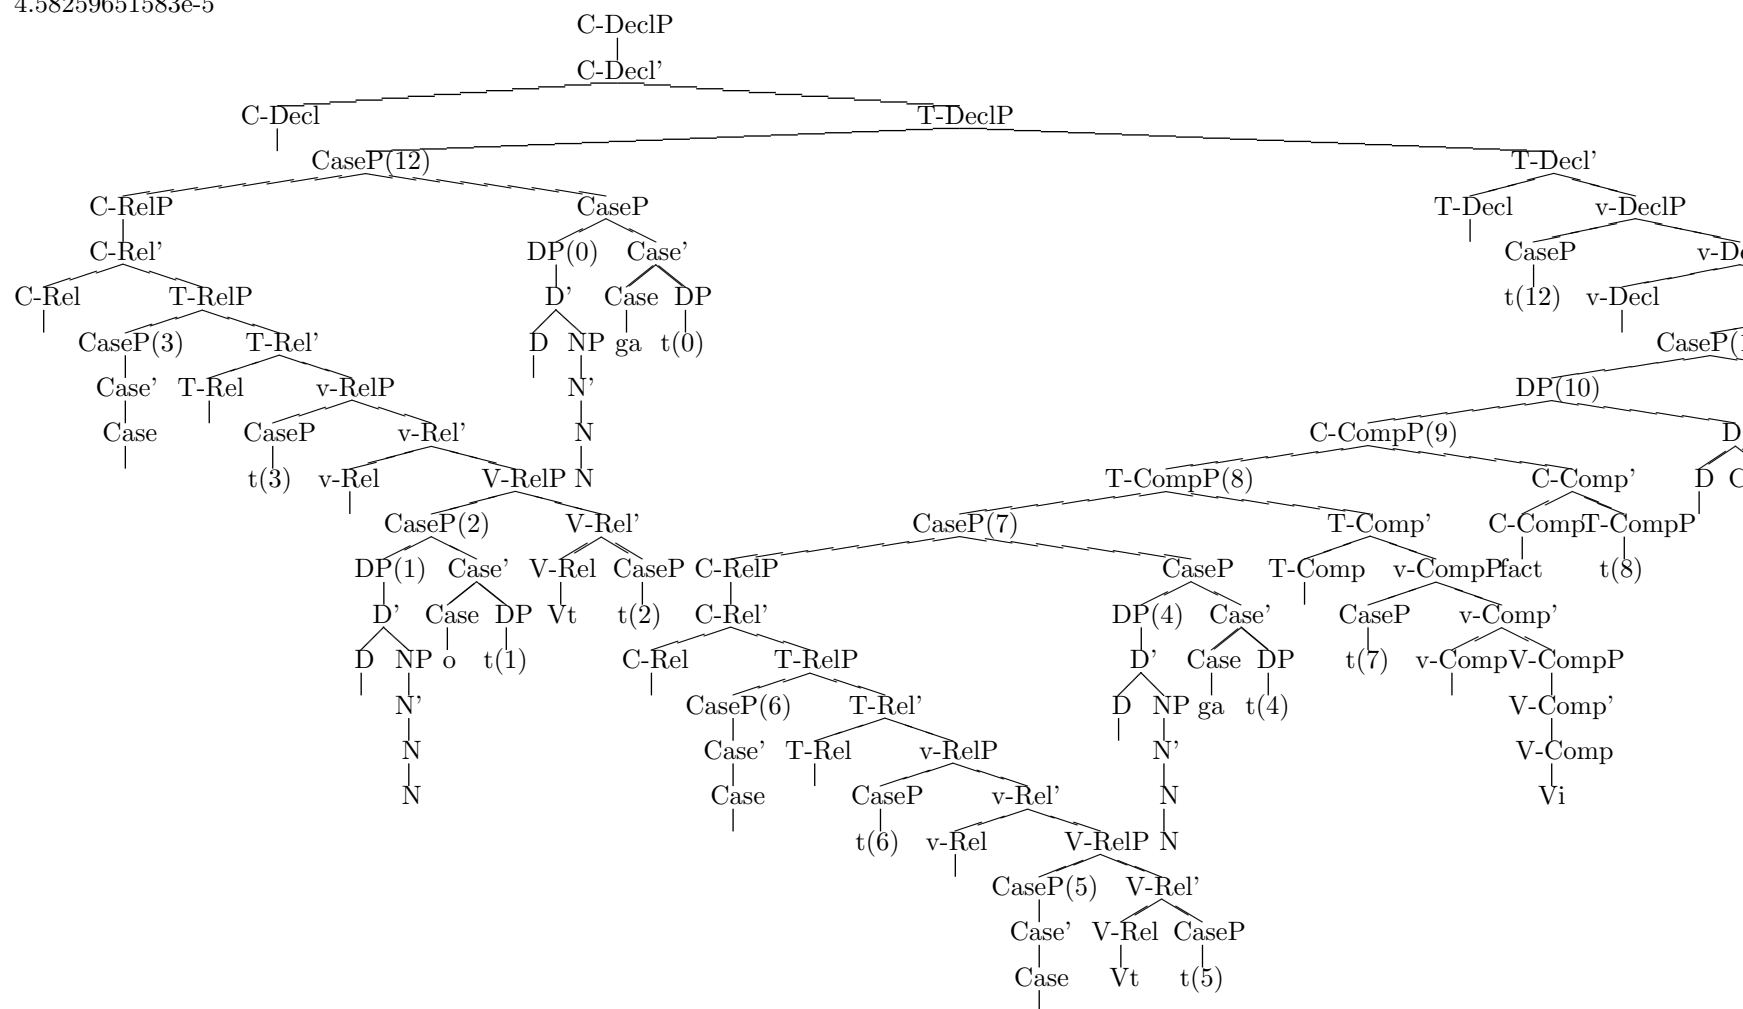 4.58259651583e-5
C-DeclP
C-Decl’
C-Decl T-DeclP
CaseP(12) T-Decl’
C-RelP CaseP T-Decl v-DeclP
C-Rel’ DP(0) Case’ CaseP v-De
C-Rel T-RelP D’ Case DP t(12) v-Decl
CaseP(3) T-Rel’ D NP ga t(0) CaseP(1
Case’ T-Rel v-RelP N’ DP(10)
Case CaseP v-Rel’ N C-CompP(9) D
t(3) v-Rel V-RelP N T-CompP(8) C-Comp’ D C
CaseP(2) V-Rel’ CaseP(7) T-Comp’ C-Comp T-CompP
DP(1) Case’ V-Rel CaseP C-RelP CaseP T-Comp v-CompP fact t(8)
D’ Case DP Vt t(2) C-Rel’ DP(4) Case’ CaseP v-Comp’
D NP o t(1) C-Rel T-RelP D’ Case DP t(7) v-Comp V-CompP
N’ CaseP(6) T-Rel’ D NP ga t(4) V-Comp’
N Case’ T-Rel v-RelP N’ V-Comp
N Case CaseP v-Rel’ N Vi
t(6) v-Rel V-RelP N
CaseP(5) V-Rel’
Case’ V-Rel CaseP
Case Vt t(5)